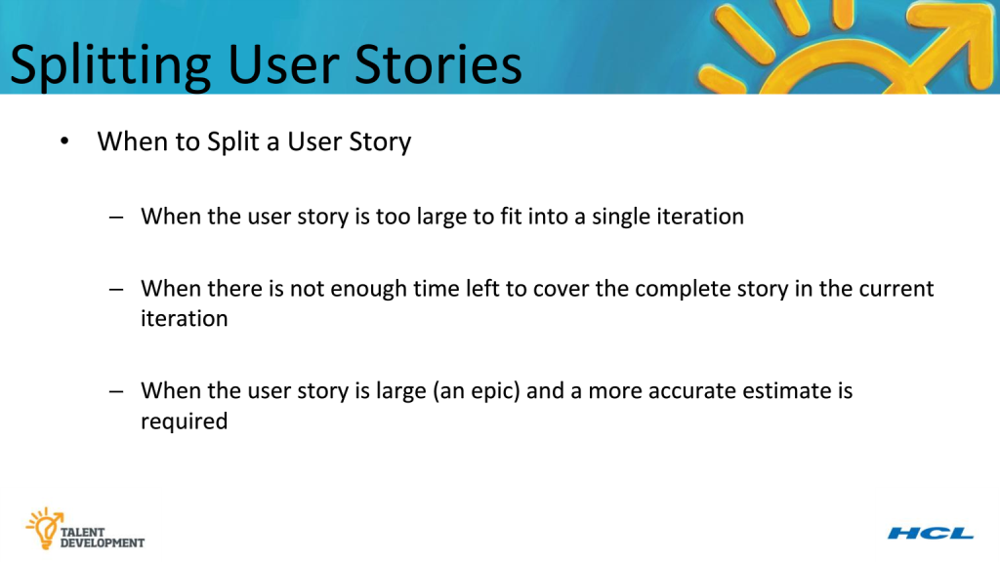 Splitting User Stories
• When to Split a User Story
– When the user story is too large to fit into a single iteration
– When there is not enough time left to cover the complete story in the current
iteration
– When the user story is large (an epic) and a more accurate estimate is
required
TALENT
DEVELOPMENT
HCL